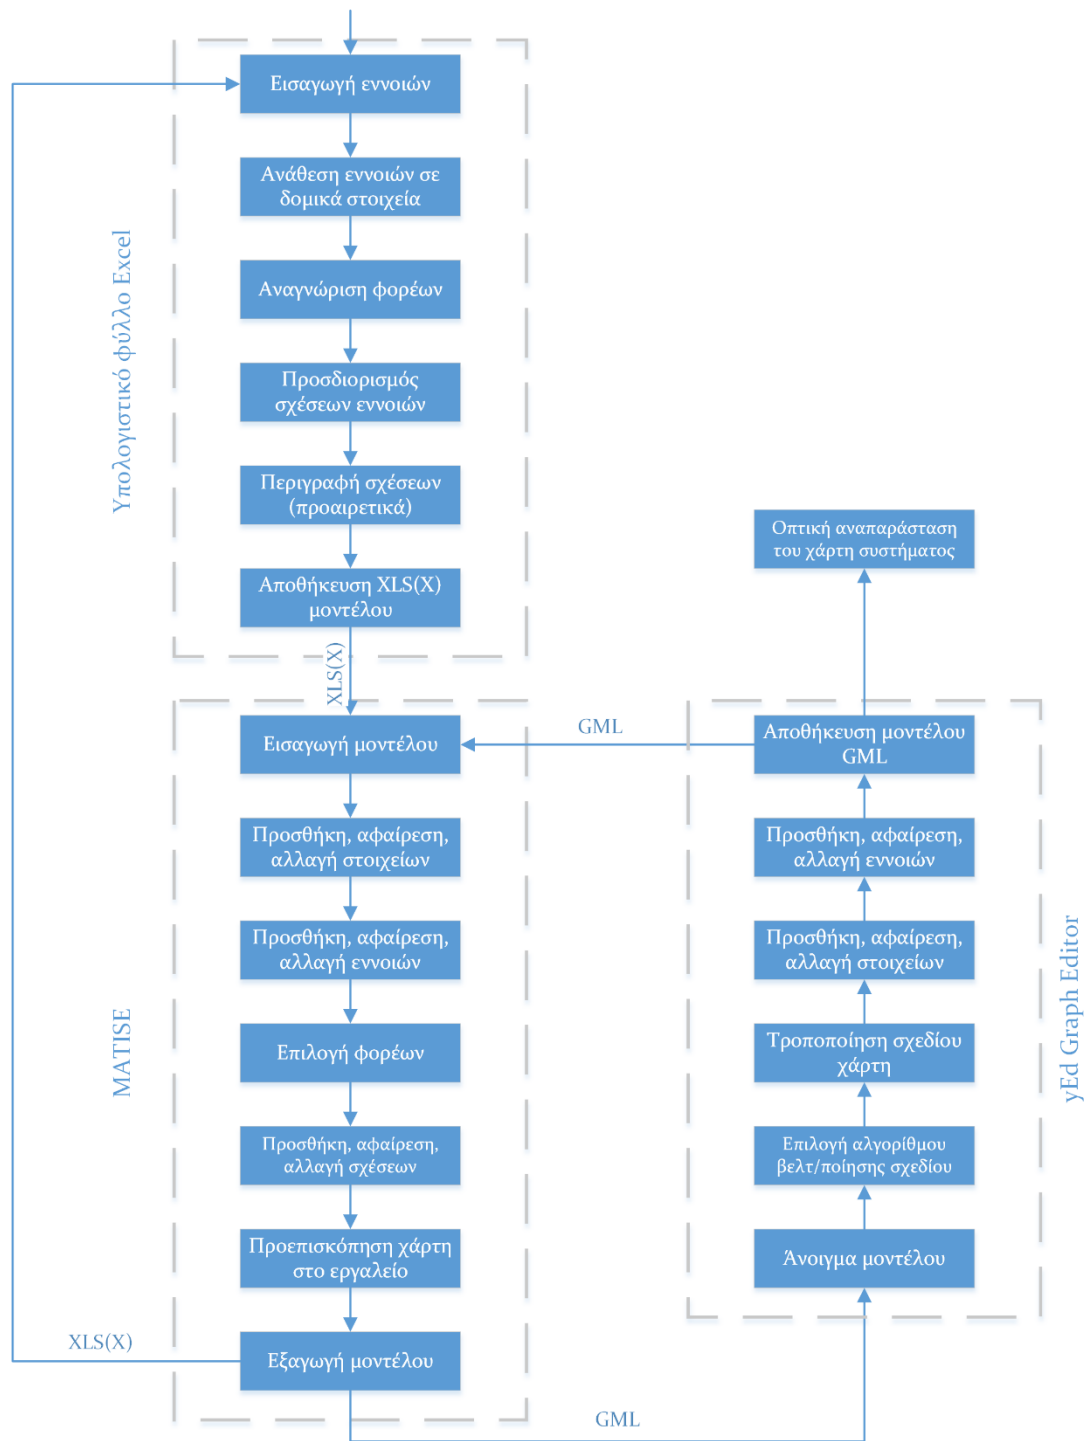 Εισαγωγή εννοιών
Ανάθεση εννοιών σε
δομικά στοιχεία
Αναγνώριση φορέων
Προσδιορισμός
σχέσεων εννοιών
Περιγραφή σχέσεων
(προαιρετικά)
Αποθήκευση XLS(X)
μοντέλου
Υπολογιστικό φύλλο Excel
XLS(X)
Εισαγωγή μοντέλου
Προσθήκη, αφαίρεση,
αλλαγή στοιχείων
Προσθήκη, αφαίρεση,
αλλαγή εννοιών
Επιλογή φορέων
Προσθήκη, αφαίρεση,
αλλαγή σχέσεων
Προεπισκόπηση χάρτη
στο εργαλείο
Εξαγωγή μοντέλου
MATISE
XLS(X)
GML
GML
Οπτική αναπαράσταση
του χάρτη συστήματος
Αποθήκευση μοντέλου
GML
Προσθήκη, αφαίρεση,
αλλαγή εννοιών
Προσθήκη, αφαίρεση,
αλλαγή στοιχείων
Τροποποίηση σχεδίου
χάρτη
Επιλογή αλγορίθμου
βελτ/ποίησης σχεδίου
Άνοιγμα μοντέλου
yEd Graph Editor